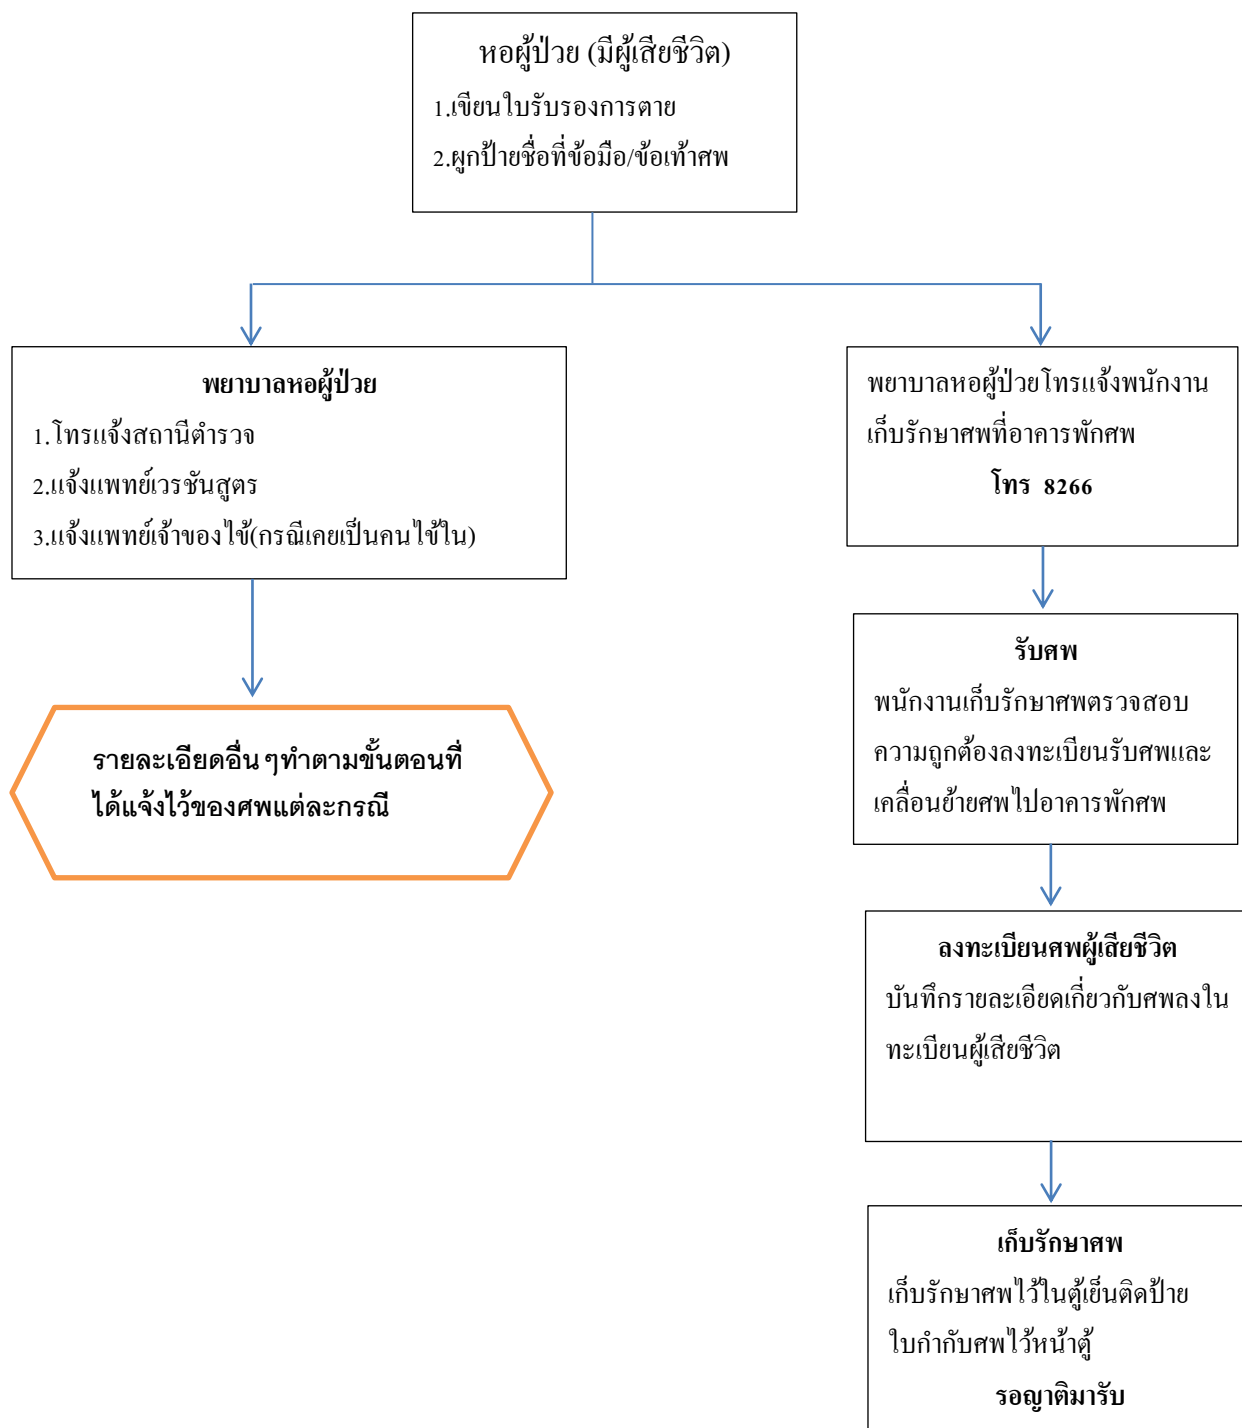 หอผู้ป่วย (มีผู้เสียชีวิต)
1.เขียนใบรับรองการตาย
2.ผูกป้ายชื่อที่ข้อมือ/ข้อเท้าศพ
พยาบาลหอผู้ป่วย
1.โทรแจ้งสถานีตำรวจ
2.แจ้งแพทย์เวรชันสูตร
3.แจ้งแพทย์เจ้าของไข้(กรณีเคยเป็นคนไข้ใน)
รายละเอียดอื่นๆทำตามขั้นตอนที่
ได้แจ้งไว้ของศพแต่ละกรณี
พยาบาลหอผู้ป่วยโทรแจ้งพนักงาน
เก็บรักษาศพที่อาคารพักศพ
โทร 8266
รับศพ
พนักงานเก็บรักษาศพตรวจสอบ
ความถูกต้องลงทะเบียนรับศพและ
เคลื่อนย้ายศพไปอาคารพักศพ
ลงทะเบียนศพผู้เสียชีวิต
บันทึกรายละเอียดเกี่ยวกับศพลงใน
ทะเบียนผู้เสียชีวิต
เก็บรักษาศพ
เก็บรักษาศพไว้ในตู้เย็นติดป้าย
ใบกำกับศพไว้หน้าตู้
รอญาติมารับ